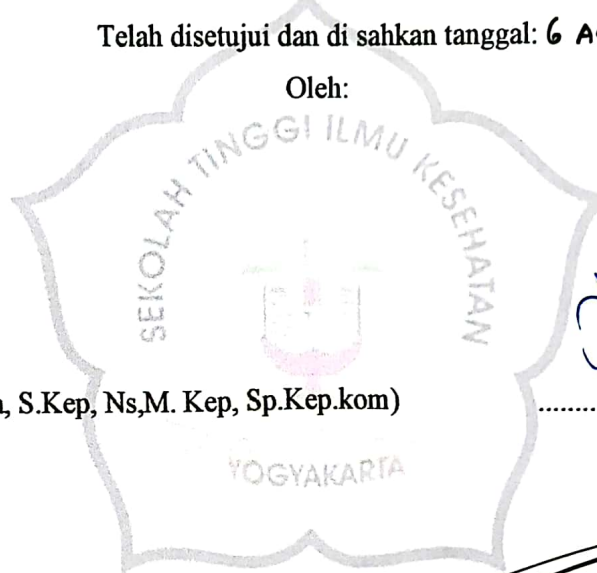 Telah disetujui dan di sahkan tanggal: 6
Oleh:
SEKOLAH TINGGI ILMU KESEHATAN
, S.Kep, Ns,M. Kep, Sp.Kep.kom)
YOGYAKARTA